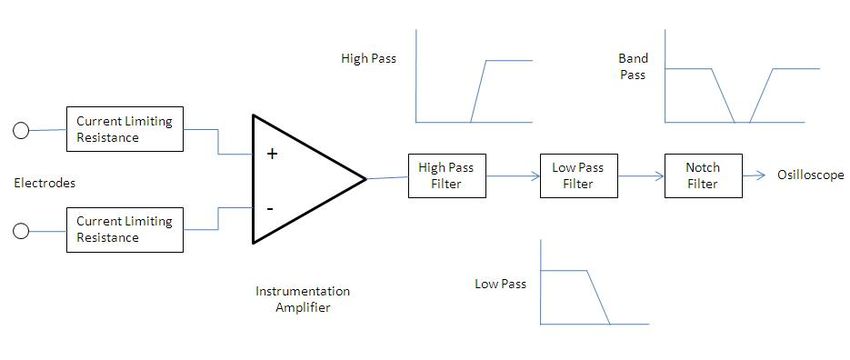 High Pass
Band
Pass
Current Limiting
Resistance
+
High Pass
Filter
Low Pass
Filter
Notch
Filter
Osilloscope
Electrodes
-
Current Limiting
Resistance
Instrumentation
Amplifier
Low Pass